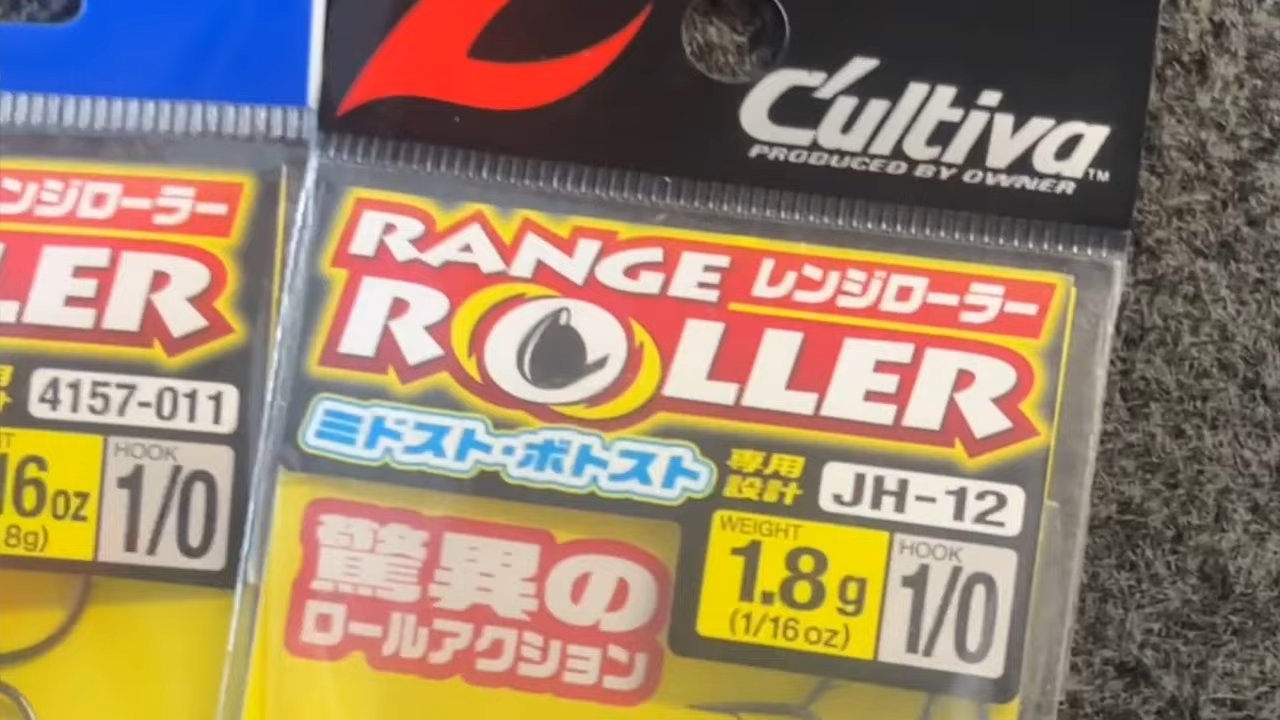 C'ultiva™
PRODUCED BY OWNER
RANGE レンジローラー
ROLLER
ミドスト・ボトスト 専用設計 JH-12
WEIGHT 1.8g (1/16oz)
HOOK 1/0
驚異の
ロールアクション
ンジローラー
LER
4157-011
16oz
8g)
HOOK
1/0